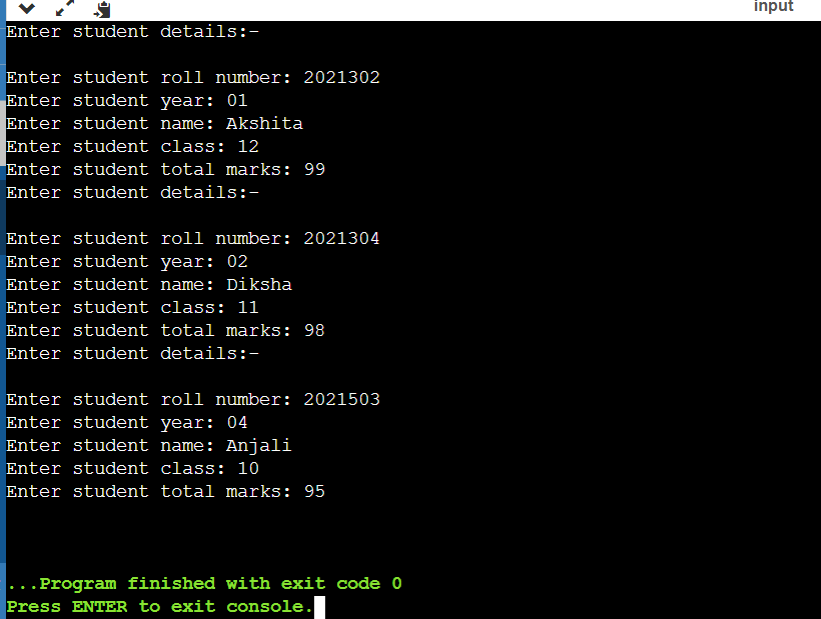 input
Enter student details:-
Enter student roll number: 2021302
Enter student year: 01
Enter student name: Akshita
Enter student class: 12
Enter student total marks: 99
Enter student details:-
Enter student roll number: 2021304
Enter student year: 02
Enter student name: Diksha
Enter student class: 11
Enter student total marks: 98
Enter student details:-
Enter student roll number: 2021503
Enter student year: 04
Enter student name: Anjali
Enter student class: 10
Enter student total marks: 95
...Program finished with exit code 0
Press ENTER to exit console.